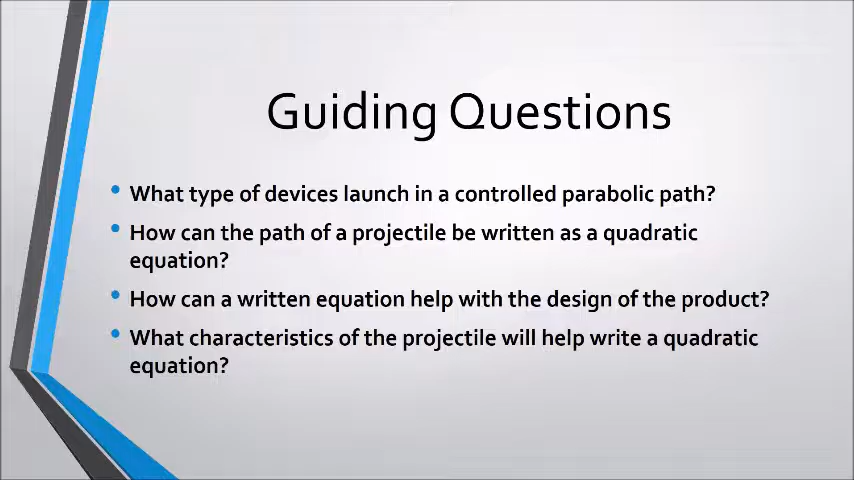 Guiding Questions
• What type of devices launch in a controlled parabolic path?
• How can the path of a projectile be written as a quadratic
equation?
• How can a written equation help with the design of the product?
• What characteristics of the projectile will help write a quadratic
equation?